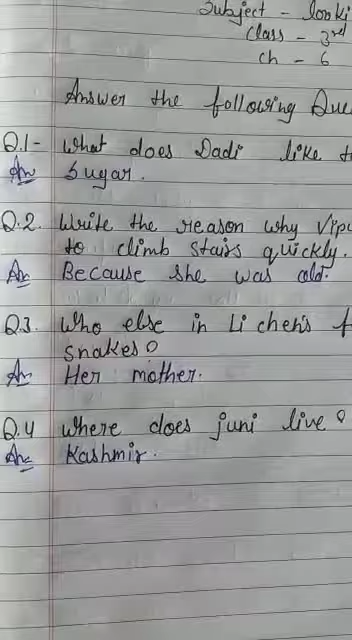 Subject - looki
Class - 3rd
Ch - 6
Answer the following Que
Q.1- What does Dadi like t
Ans Sugar.
Q.2. Write the reason why Vipu
to climb stairs quickly.
Ans Because she was old.
Q.3. Who else in Li chen's f
snakes?
Ans Her mother.
Q.4 Where does juni live?
Ans Kashmir.